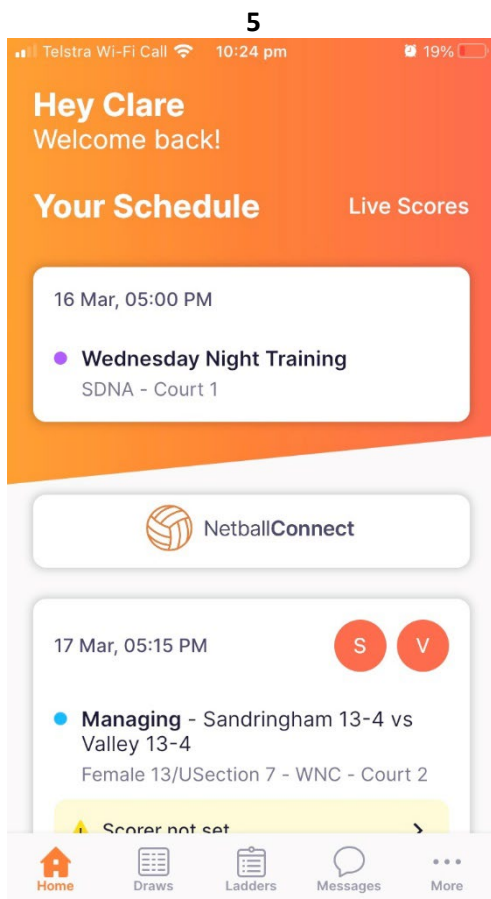 5
Telstra Wi-Fi Call 10:24 pm 19%
Hey Clare
Welcome back!
Your Schedule Live Scores
16 Mar, 05:00 PM
Wednesday Night Training
SDNA - Court 1
NetballConnect
17 Mar, 05:15 PM S V
Managing - Sandringham 13-4 vs
Valley 13-4
Female 13/USection 7 - WNC - Court 2
Scorer not set
Home Draws Ladders Messages More